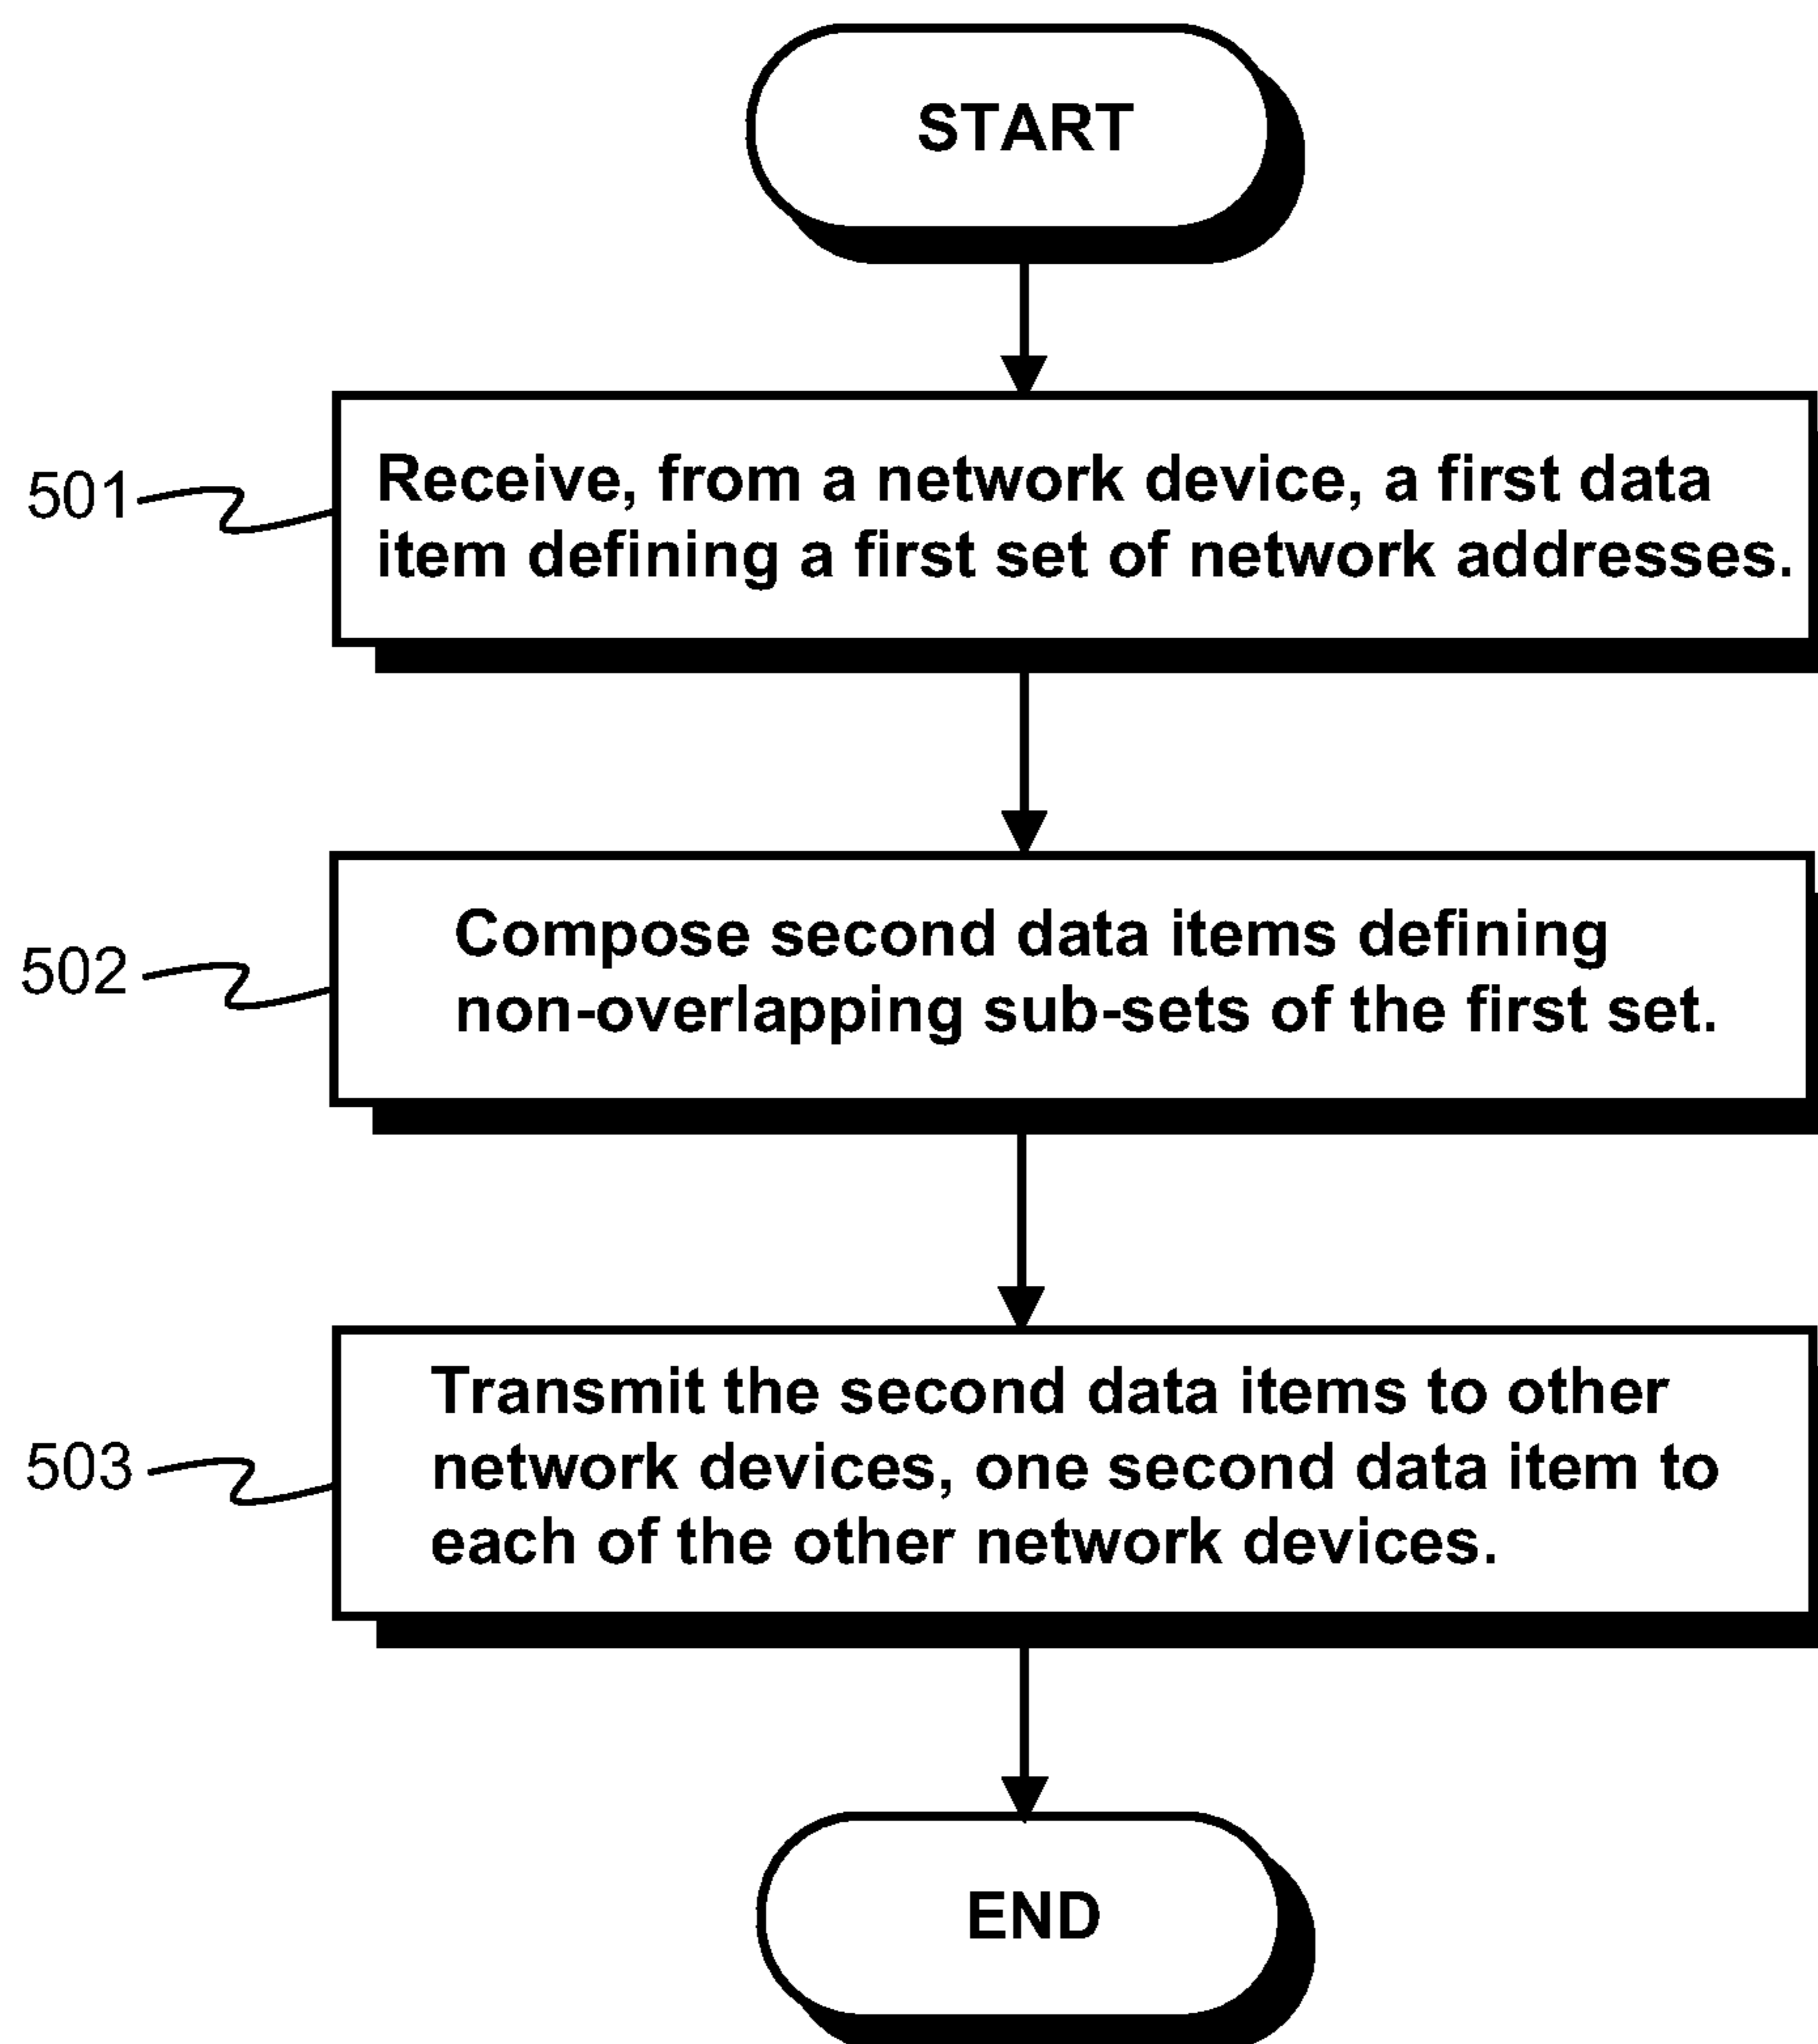 START
501
Receive, from a network device, a first data
item defining a first set of network addresses.
502
Compose second data items defining
non-overlapping sub-sets of the first set.
503
Transmit the second data items to other
network devices, one second data item to
each of the other network devices.
END